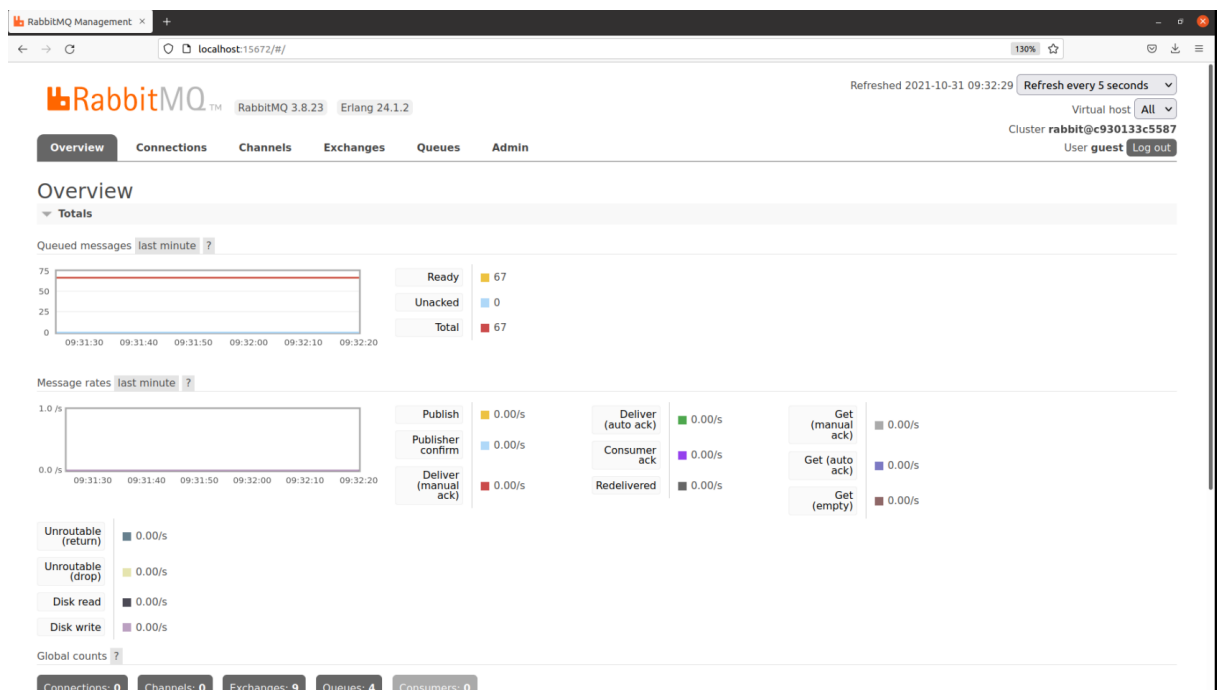 RabbitMQ Management × +
localhost:15672/#/ 130%
RabbitMQ TM RabbitMQ 3.8.23 Erlang 24.1.2
Refreshed 2021-10-31 09:32:29 Refresh every 5 seconds
Virtual host All
Cluster rabbit@c930133c5587
User guest Log out
Overview Connections Channels Exchanges Queues Admin
Overview
Totals
Queued messages last minute ?
75
50
25
0
09:31:30 09:31:40 09:31:50 09:32:00 09:32:10 09:32:20
Ready 67
Unacked 0
Total 67
Message rates last minute ?
1.0 /s
0.0 /s
09:31:30 09:31:40 09:31:50 09:32:00 09:32:10 09:32:20
Publish 0.00/s
Publisher
confirm 0.00/s
Deliver
(manual
ack) 0.00/s
Deliver
(auto ack) 0.00/s
Consumer
ack 0.00/s
Redelivered 0.00/s
Get
(manual
ack) 0.00/s
Get (auto
ack) 0.00/s
Get
(empty) 0.00/s
Unroutable
(return) 0.00/s
Unroutable
(drop) 0.00/s
Disk read 0.00/s
Disk write 0.00/s
Global counts ?
Connections: 0 Channels: 0 Exchanges: 9 Queues: 4 Consumers: 0